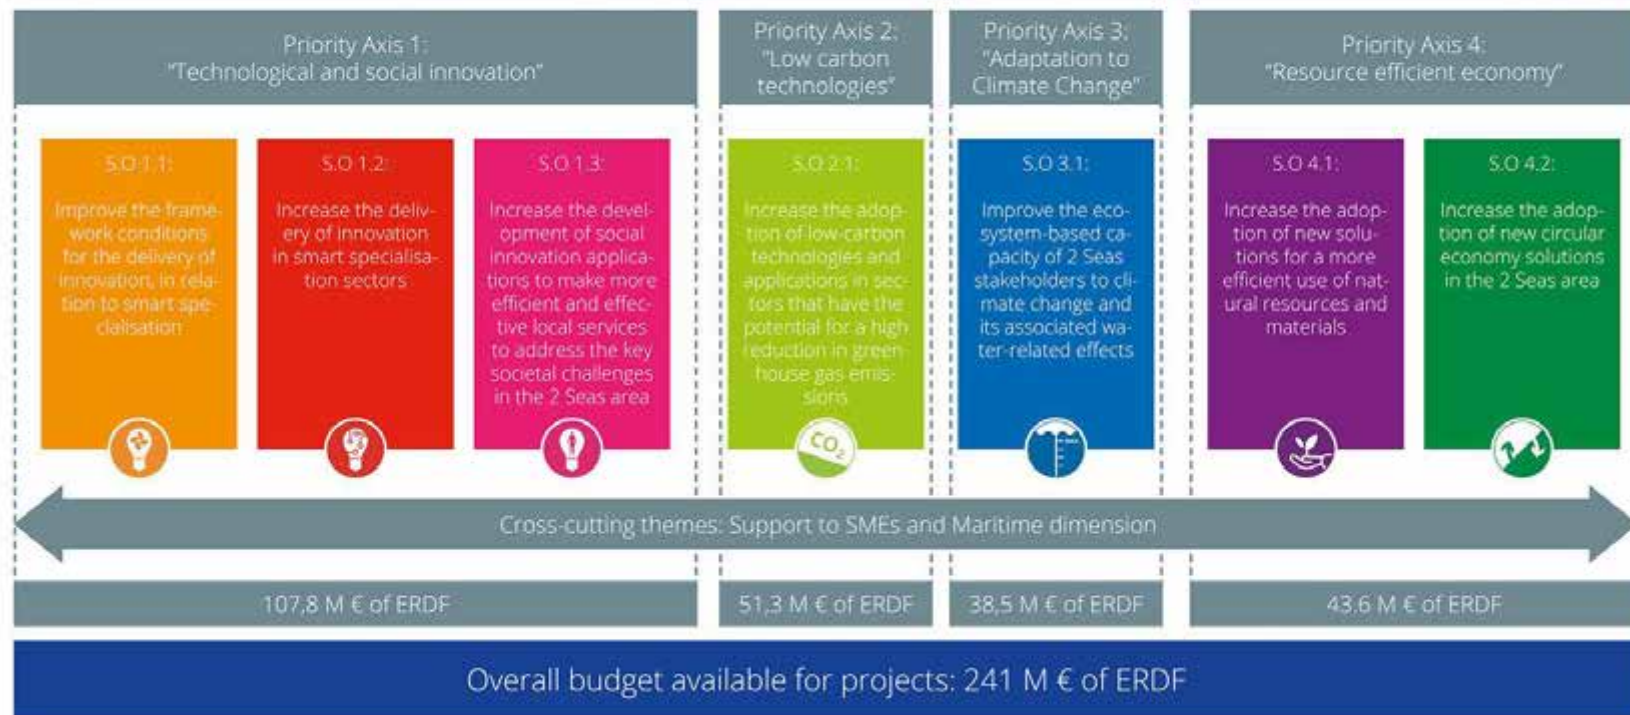 Priority Axis 1:
"Technological and social innovation"
Priority Axis 2:
"Low carbon
technologies"
Priority Axis 3:
"Adaptation to
Climate Change"
Priority Axis 4:
"Resource efficient economy"
S.O 1.1:
Improve the frame-
work conditions
for the delivery of
innovation, in rela-
tion to smart spe-
cialisation
S.O 1.2:
Increase the deliv-
ery of innovation
in smart specialisa-
tion sectors
S.O 1.3:
Increase the devel-
opment of social
innovation applica-
tions to make more
efficient and effec-
tive local services
to address the key
societal challenges
in the 2 Seas area
S.O 2.1:
Increase the adop-
tion of low-carbon
technologies and
applications in sec-
tors that have the
potential for a high
reduction in green-
house gas emis-
sions
CO2
S.O 3.1:
Improve the eco-
system-based ca-
pacity of 2 Seas
stakeholders to cli-
mate change and
its associated wa-
ter-related effects
S.O 4.1:
Increase the adop-
tion of new solu-
tions for a more
efficient use of nat-
ural resources and
materials
S.O 4.2:
Increase the adop-
tion of new circular
economy solutions
in the 2 Seas area
Cross-cutting themes: Support to SMEs and Maritime dimension
107,8 M € of ERDF
51,3 M € of ERDF
38,5 M € of ERDF
43.6 M € of ERDF
Overall budget available for projects: 241 M € of ERDF